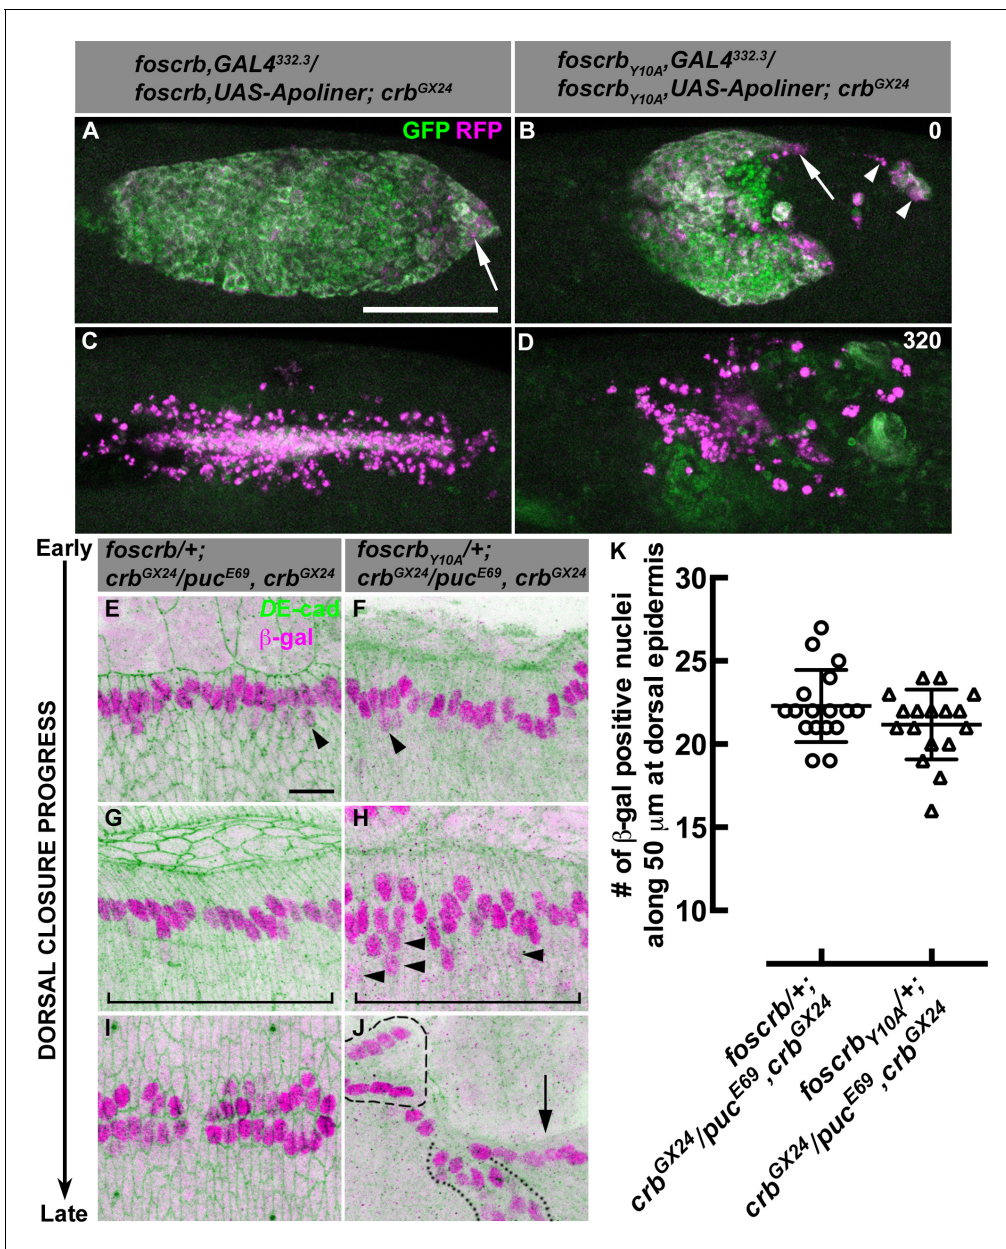 foscrb,GAL4332.3/
foscrb,UAS-Apoliner; crbGX24
foscrbY10A,GAL4332.3/
foscrbY10A,UAS-Apoliner; crbGX24
A
GFP RFP
B
0
C
D
320
Early
DORSAL CLOSURE PROGRESS
Late
foscrb/+;
crbGX24/pucE69, crbGX24
foscrbY10A/+;
crbGX24/pucE69, crbGX24
E
DE-cad
β-gal
F
G
H
I
J
K
# of β-gal positive nuclei
along 50 μm at dorsal epidermis
30
25
20
15
10
foscrb/+;
crbGX24/pucE69,crbGX24
foscrbY10A/+;
crbGX24/pucE69,crbGX24